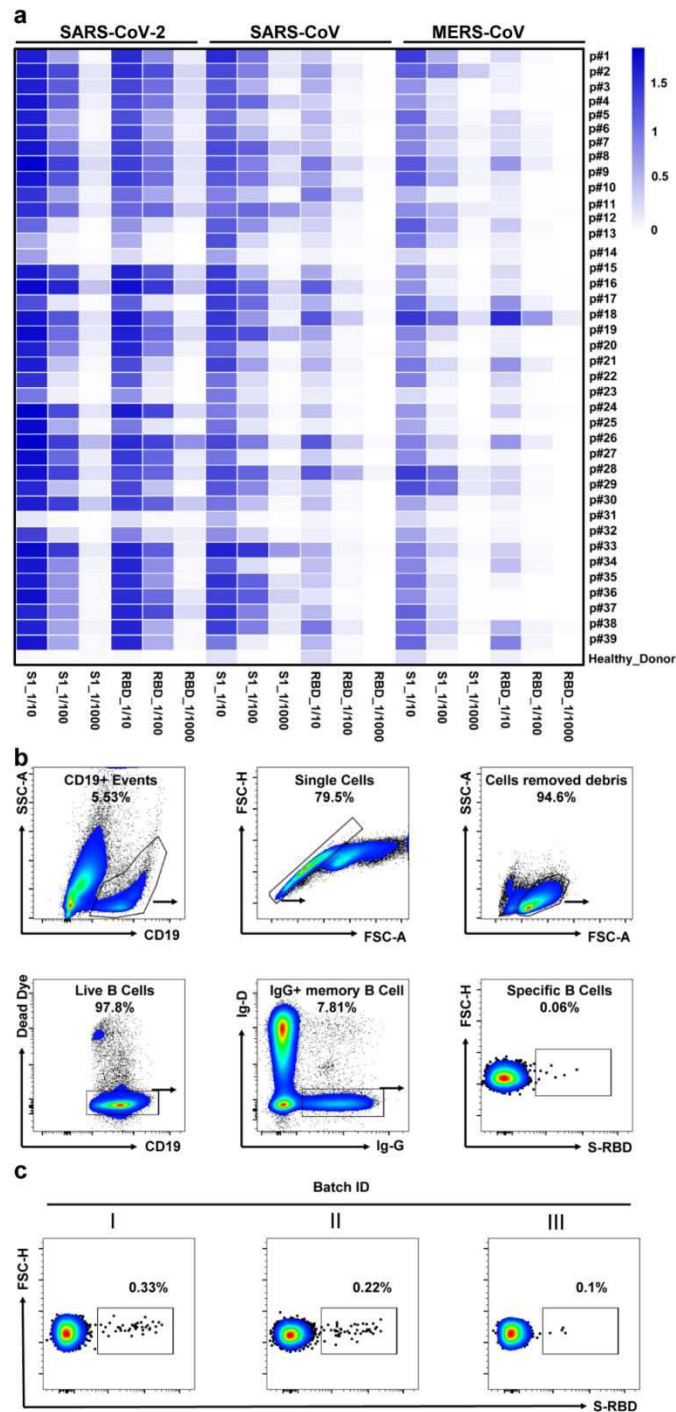 a
SARS-CoV-2 SARS-CoV MERS-CoV
p#1
p#2
p#3
p#4
p#5
p#6
p#7
p#8
p#9
p#10
p#11
p#12
p#13
p#14
p#15
p#16
p#17
p#18
p#19
p#20
p#21
p#22
p#23
p#24
p#25
p#26
p#27
p#28
p#29
p#30
p#31
p#32
p#33
p#34
p#35
p#36
p#37
p#38
p#39
Healthy_Donor
1.5
1
0.5
0
S1_1/10 S1_1/100 S1_1/1000 RBD_1/10 RBD_1/100 RBD_1/1000 S1_1/10 S1_1/100 S1_1/1000 RBD_1/10 RBD_1/100 RBD_1/1000 S1_1/10 S1_1/100 S1_1/1000 RBD_1/10 RBD_1/100 RBD_1/1000
b
SSC-A
CD19+ Events
5.53%
CD19
FSC-H
Single Cells
79.5%
FSC-A
SSC-A
Cells removed debris
94.6%
FSC-A
Dead Dye
Live B Cells
97.8%
CD19
Ig-D
IgG+ memory B Cell
7.81%
Ig-G
FSC-H
Specific B Cells
0.06%
S-RBD
c
Batch ID
I II III
FSC-H
0.33% 0.22% 0.1%
S-RBD